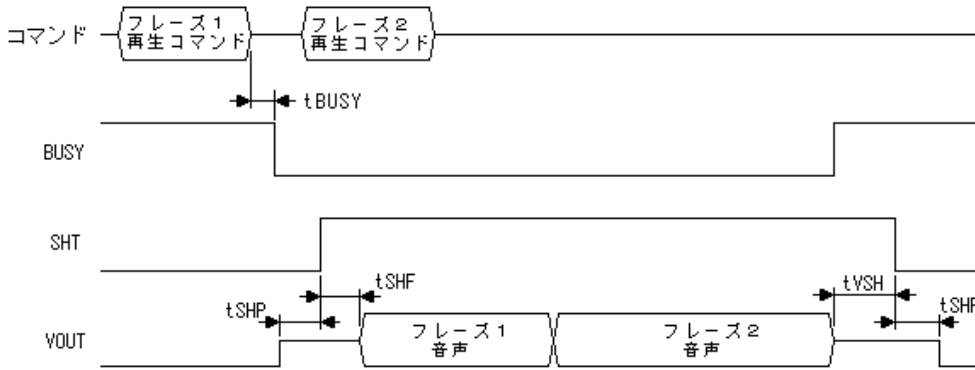 フレーズ1
再生コマンド
フレーズ2
再生コマンド
コマンド
tBUSY
BUSY
SHT
tSHP
tSHF
tVSH
tSHR
VOUT
フレーズ1
音声
フレーズ2
音声